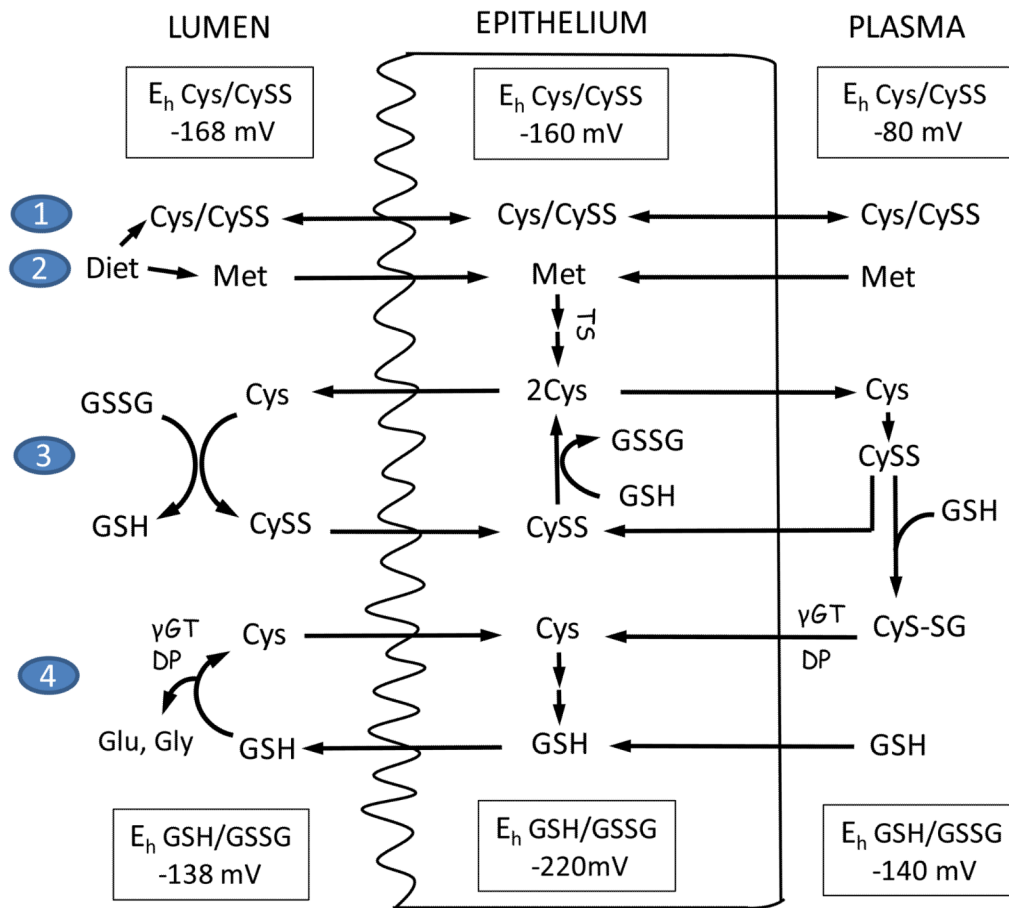 LUMEN EPITHELIUM PLASMA
Eₕ Cys/CySS
-168 mV
Eₕ Cys/CySS
-160 mV
Eₕ Cys/CySS
-80 mV
1 Cys/CySS Cys/CySS Cys/CySS
2 Diet Met Met Met
TS
GSSG Cys 2Cys Cys
3 GSSG CySS
GSH CySS CySS GSH GSH
γGT Cys Cys γGT CyS-SG
DP DP
4
Glu, Gly GSH GSH GSH
Eₕ GSH/GSSG
-138 mV
Eₕ GSH/GSSG
-220mV
Eₕ GSH/GSSG
-140 mV